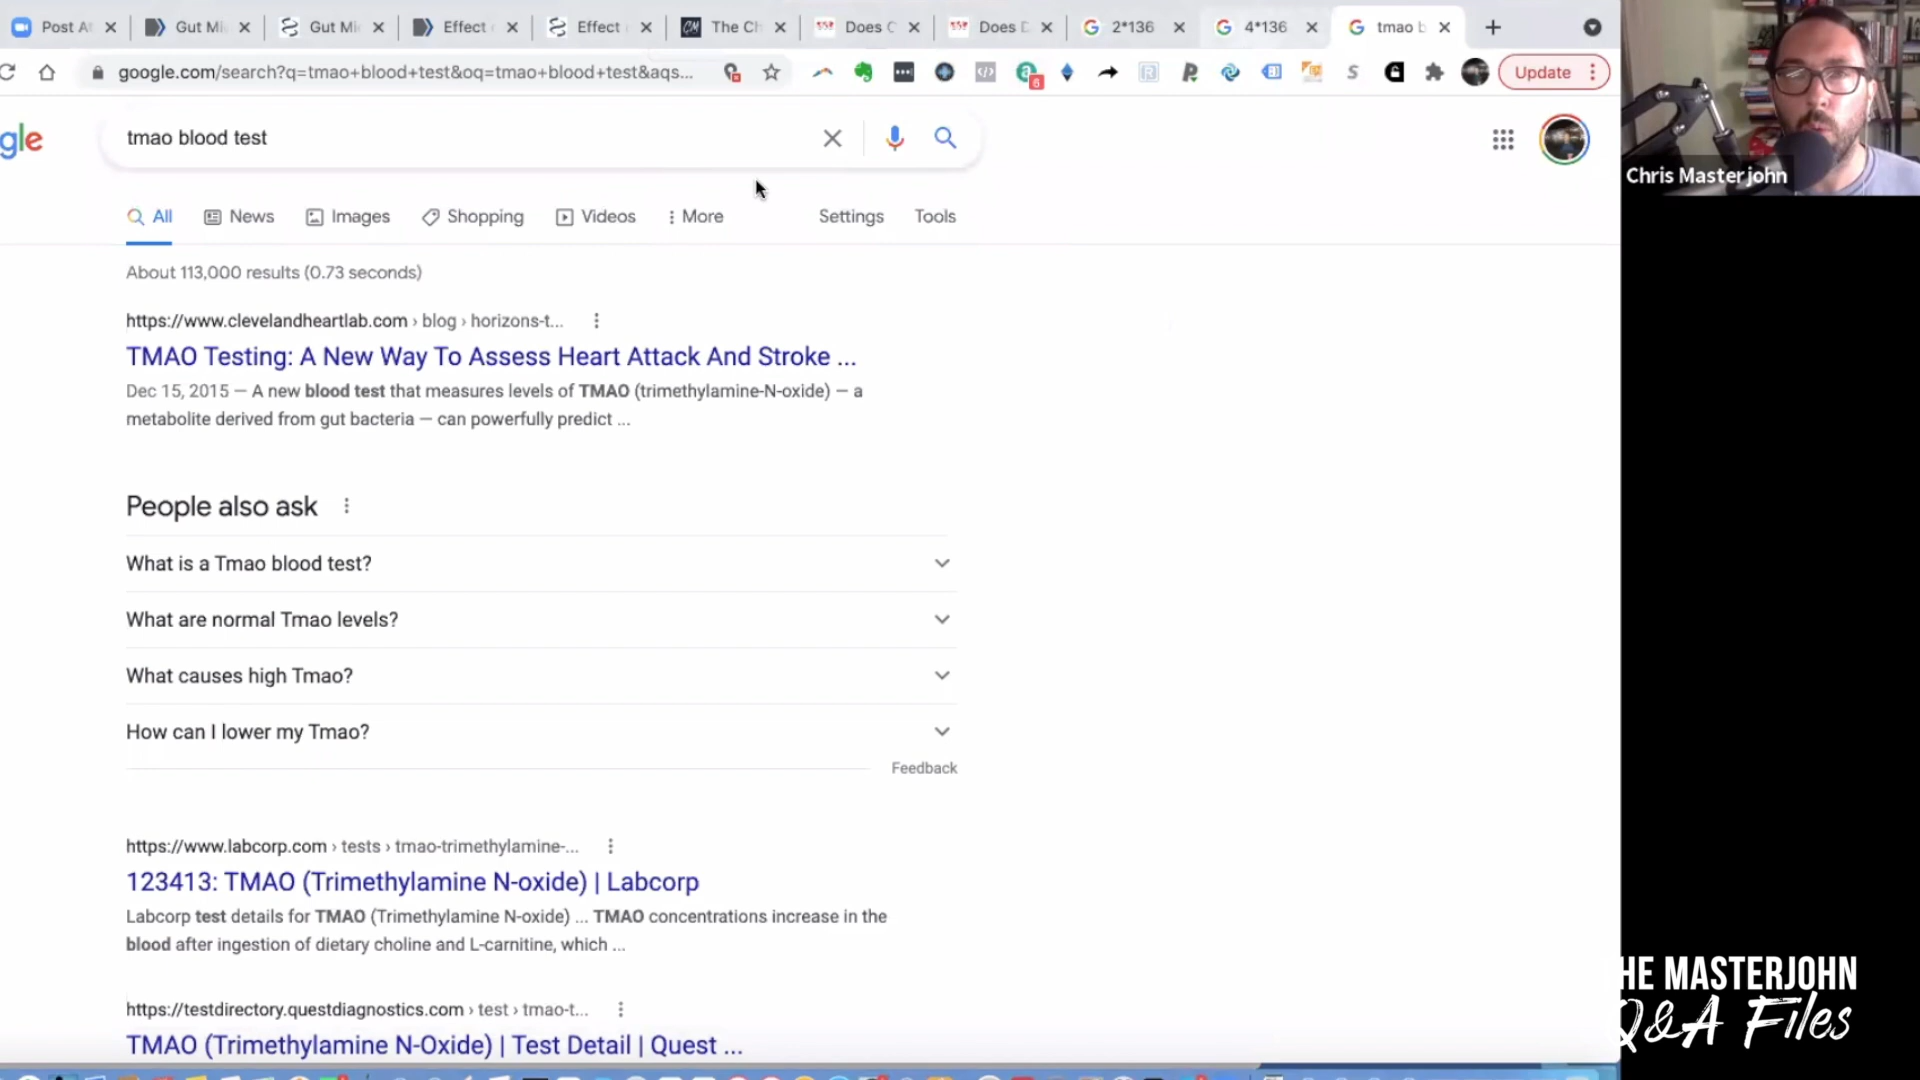 Post A
Gut Mi
Gut Mi
Effect
Effect
The Ch
Does C
Does D
2*136
4*136
tmao b
google.com/search?q=tmao+blood+test&oq=tmao+blood+test&aqs...
6
Update
gle
tmao blood test
All
News
Images
Shopping
Videos
More
Settings
Tools
Chris Masterjohn
About 113,000 results (0.73 seconds)
https://www.clevelandheartlab.com › blog › horizons-t...
TMAO Testing: A New Way To Assess Heart Attack And Stroke ...
Dec 15, 2015 — A new blood test that measures levels of TMAO (trimethylamine-N-oxide) — a
metabolite derived from gut bacteria — can powerfully predict ...
People also ask
What is a Tmao blood test?
What are normal Tmao levels?
What causes high Tmao?
How can I lower my Tmao?
Feedback
https://www.labcorp.com › tests › tmao-trimethylamine-...
123413: TMAO (Trimethylamine N-oxide) | Labcorp
Labcorp test details for TMAO (Trimethylamine N-oxide) ... TMAO concentrations increase in the
blood after ingestion of dietary choline and L-carnitine, which ...
https://testdirectory.questdiagnostics.com › test › tmao-t...
TMAO (Trimethylamine N-Oxide) | Test Detail | Quest ...
HE MASTERJOHN
Q&A Files